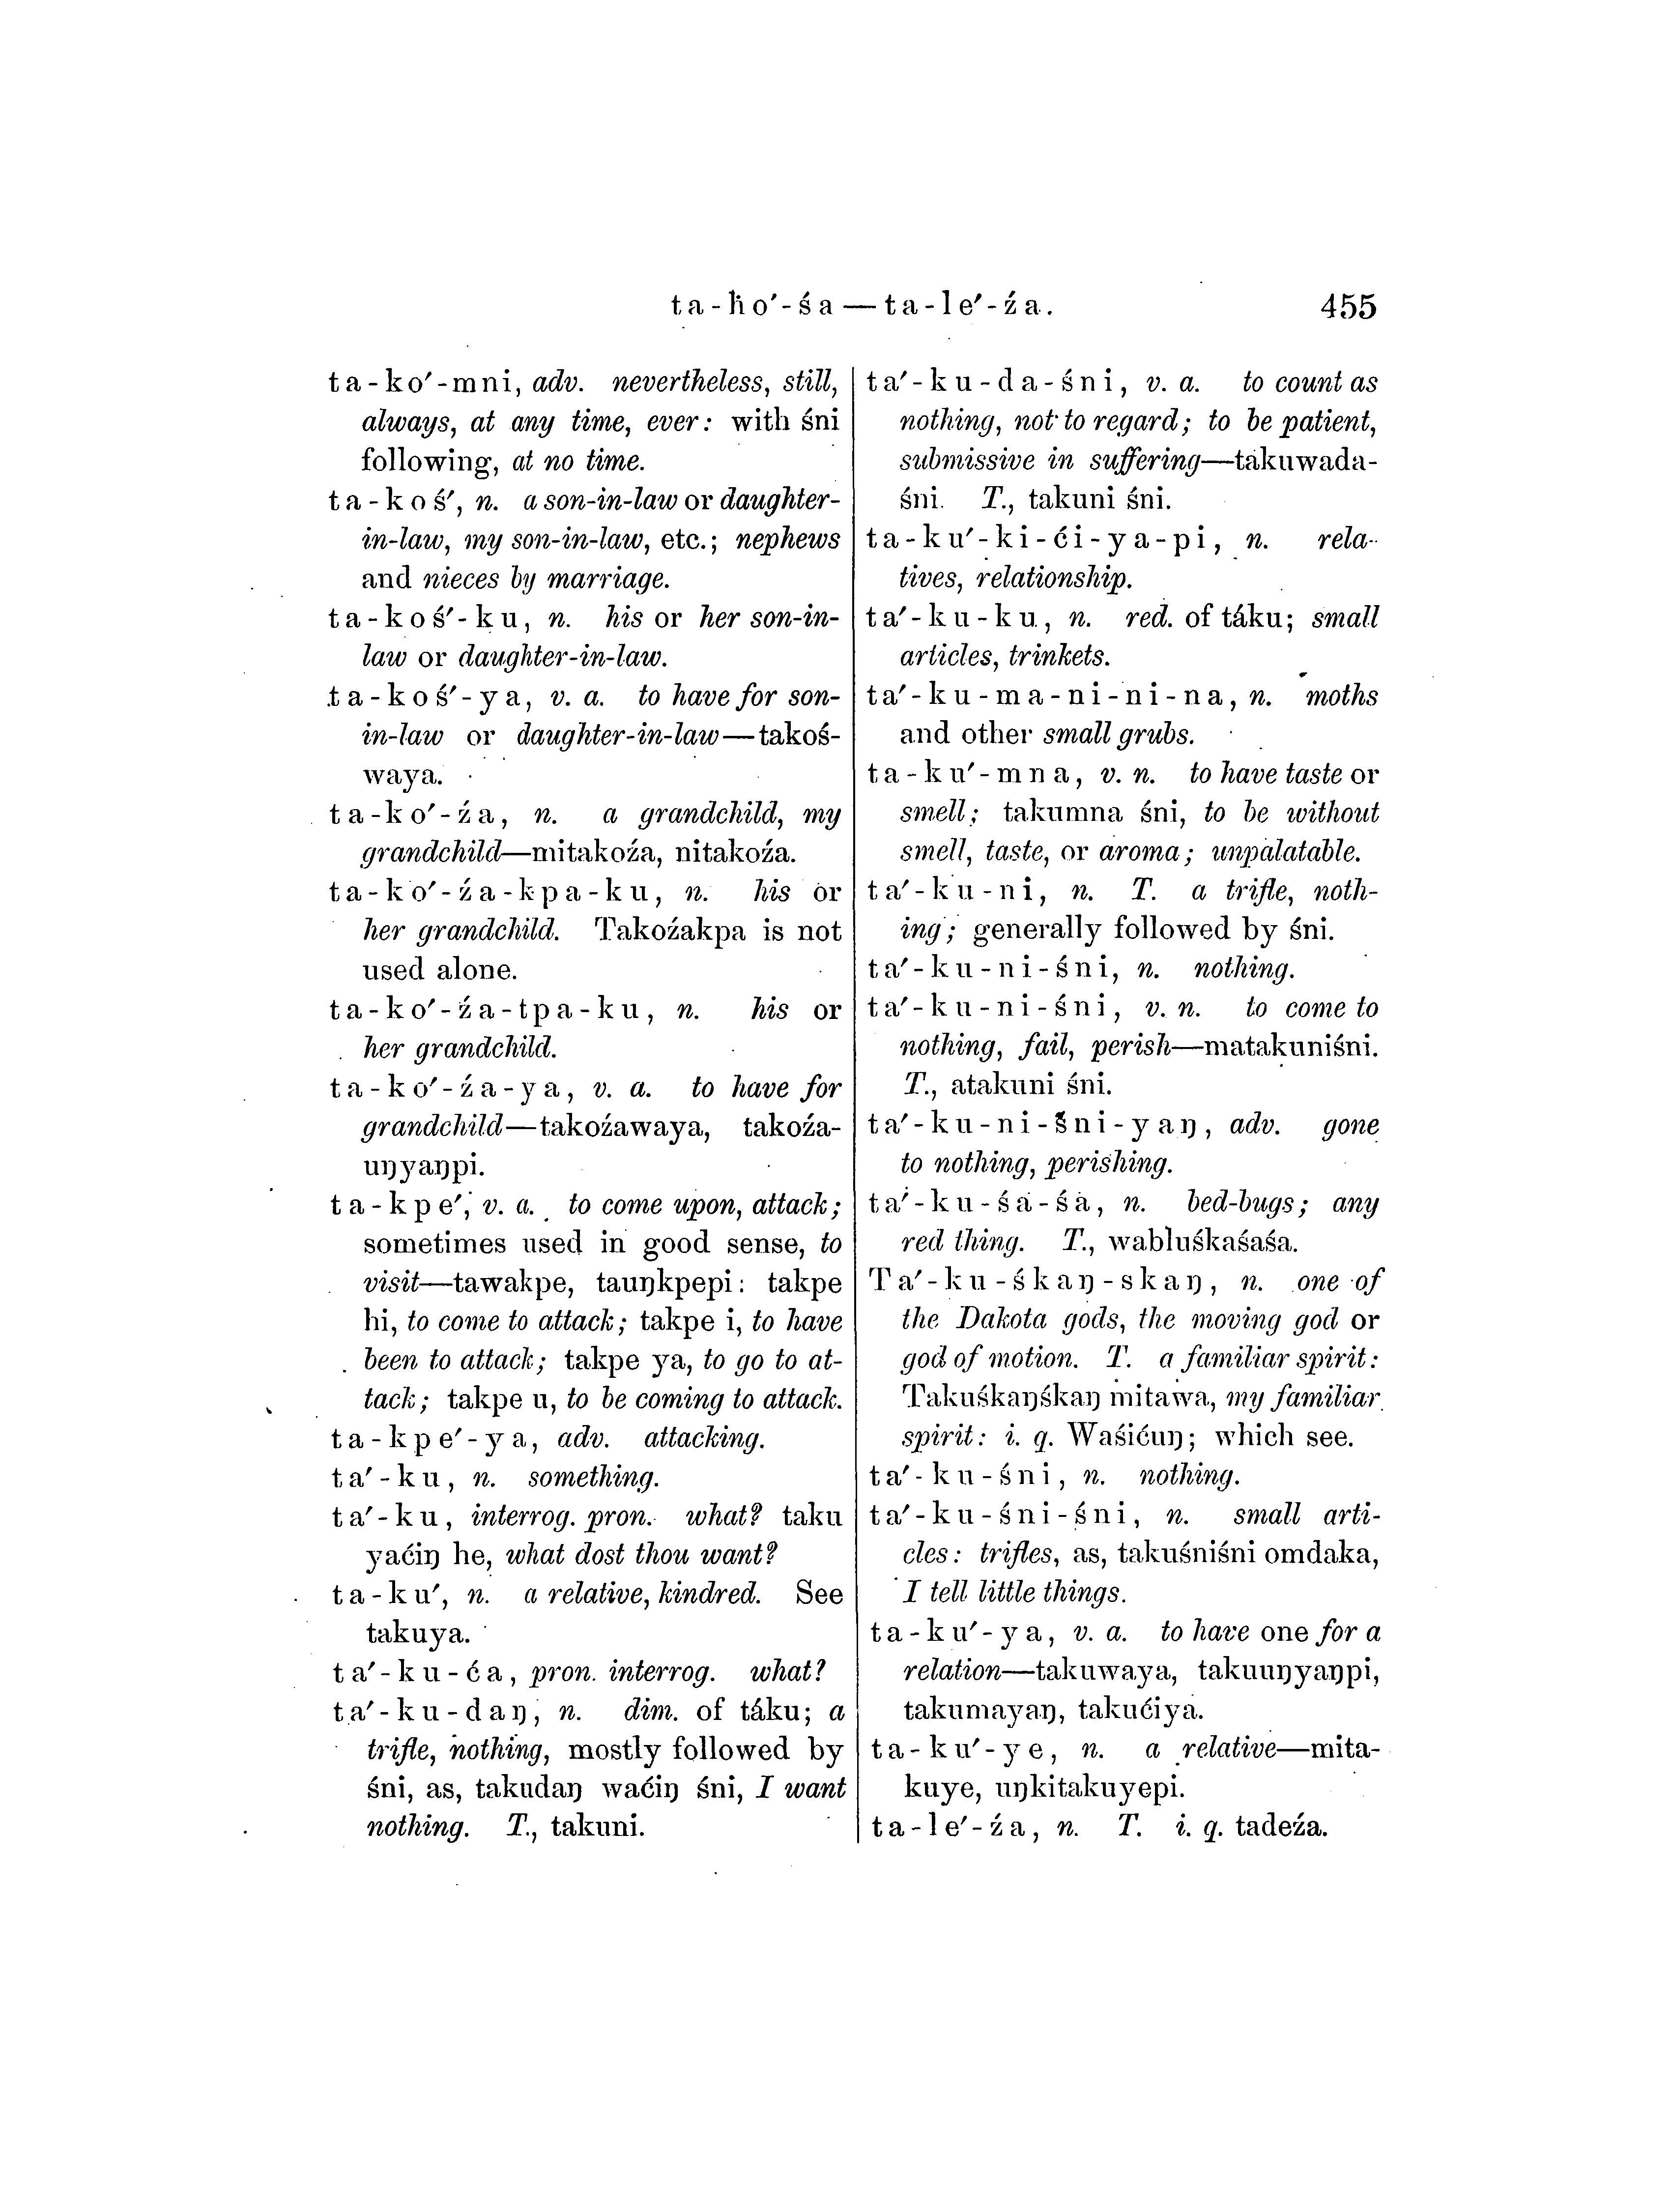 ta-ḣo′-śa—ta-le′-źa. 455
ta-ko′-mni, adv. nevertheless, still,
always, at any time, ever: with śni
following, at no time.
ta-koś′, n. a son-in-law or daughter-
in-law, my son-in-law, etc.; nephews
and nieces by marriage.
ta-koś′-ku, n. his or her son-in-
law or daughter-in-law.
ta-koś′-ya, v. a. to have for son-
in-law or daughter-in-law—takoś-
waya.
ta-ko′-źa, n. a grandchild, my
grandchild—mitakoźa, nitakoźa.
ta-ko′-źa-kpa-ku, n. his or
her grandchild. Takoźakpa is not
used alone.
ta-ko′-źa-tpa-ku, n. his or
her grandchild.
ta-ko′-źa-ya, v. a. to have for
grandchild—takoźawaya, takoźa-
uŋyaŋpi.
ta-kpe′, v. a. to come upon, attack;
sometimes used in good sense, to
visit—tawakpe, tauŋkpepi: takpe
hi, to come to attack; takpe i, to have
been to attack; takpe ya, to go to at-
tack; takpe u, to be coming to attack.
ta-kpe′-ya, adv. attacking.
ta′-ku, n. something.
ta′-ku, interrog. pron. what? taku
yaćiŋ he, what dost thou want?
ta-ku′, n. a relative, kindred. See
takuya.
ta′-ku-ća, pron. interrog. what?
ta′-ku-daŋ, n. dim. of táku; a
trifle, nothing, mostly followed by
śni, as, takudaŋ waćiŋ śni, I want
nothing. T., takuni.
ta′-ku-da-śni, v. a. to count as
nothing, not to regard; to be patient,
submissive in suffering—takuwada-
śni. T., takuni śni.
ta-ku′-ki-ći-ya-pi, n. rela-
tives, relationship.
ta′-ku-ku, n. red. of táku; small
articles, trinkets.
ta′-ku-ma-ni-ni-na, n. moths
and other small grubs.
ta-ku′-mna, v. n. to have taste or
smell; takumna śni, to be without
smell, taste, or aroma; unpalatable.
ta′-ku-ni, n. T. a trifle, noth-
ing; generally followed by śni.
ta′-ku-ni-śni, n. nothing.
ta′-ku-ni-śni, v. n. to come to
nothing, fail, perish—matakuniśni.
T., atakuni śni.
ta′-ku-ni-śni-yaŋ, adv. gone
to nothing, perishing.
ta′-ku-śa-śa, n. bed-bugs; any
red thing. T., wabluśkaśaśa.
Ta′-ku-śkaŋ-skaŋ, n. one of
the Dakota gods, the moving god or
god of motion. T. a familiar spirit:
Takuśkaŋśkaŋ mitawa, my familiar
spirit: i. q. Waśićuŋ; which see.
ta′-ku-śni, n. nothing.
ta′-ku-śni-śni, n. small arti-
cles: trifles, as, takuśniśni omdaka,
I tell little things.
ta-ku′-ya, v. a. to have one for a
relation—takuwaya, takuuŋyaŋpi,
takumayaŋ, takućiya.
ta-ku′-ye, n. a relative—mita-
kuye, uŋkitakuyepi.
ta-le′-źa, n. T. i. q. tadeźa.